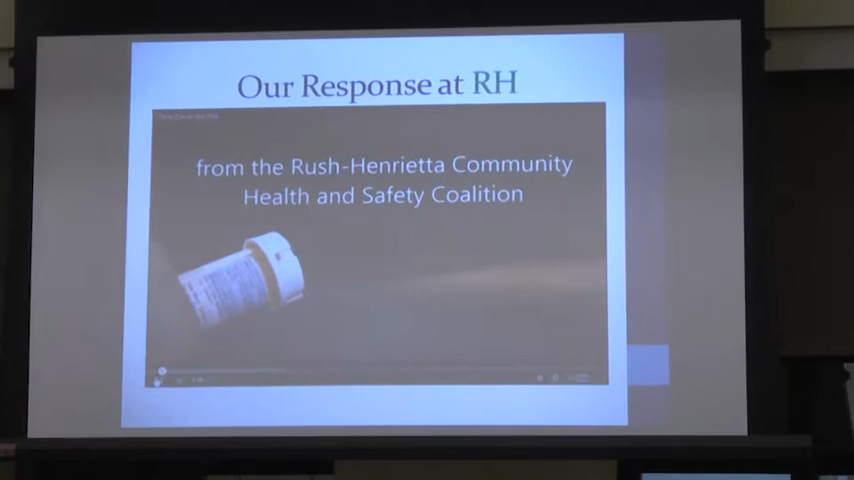 Our Response at RH
from the Rush-Henrietta Community
Health and Safety Coalition